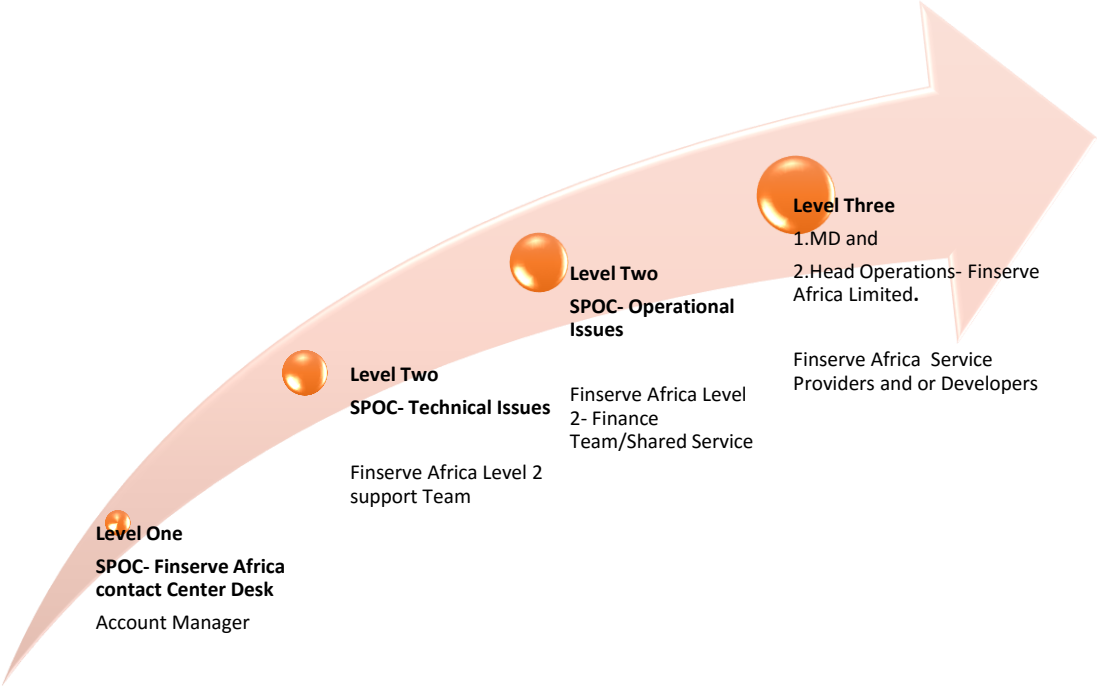 Level One
SPOC- Finserve Africa
contact Center Desk
Account Manager
Level Two
SPOC- Technical Issues
Finserve Africa Level 2
support Team
Level Two
SPOC- Operational
Issues
Finserve Africa Level
2- Finance
Team/Shared Service
Level Three
1.MD and
2.Head Operations- Finserve
Africa Limited.
Finserve Africa  Service
Providers and or Developers